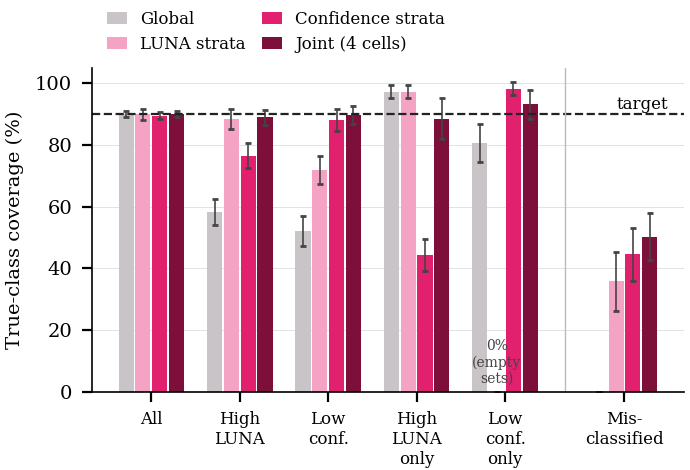 Global
LUNA strata
Confidence strata
Joint (4 cells)
True-class coverage (%)
100
80
60
40
20
0
target
0%
(empty
sets)
All
High
LUNA
Low
conf.
High
LUNA
only
Low
conf.
only
Mis-
classified